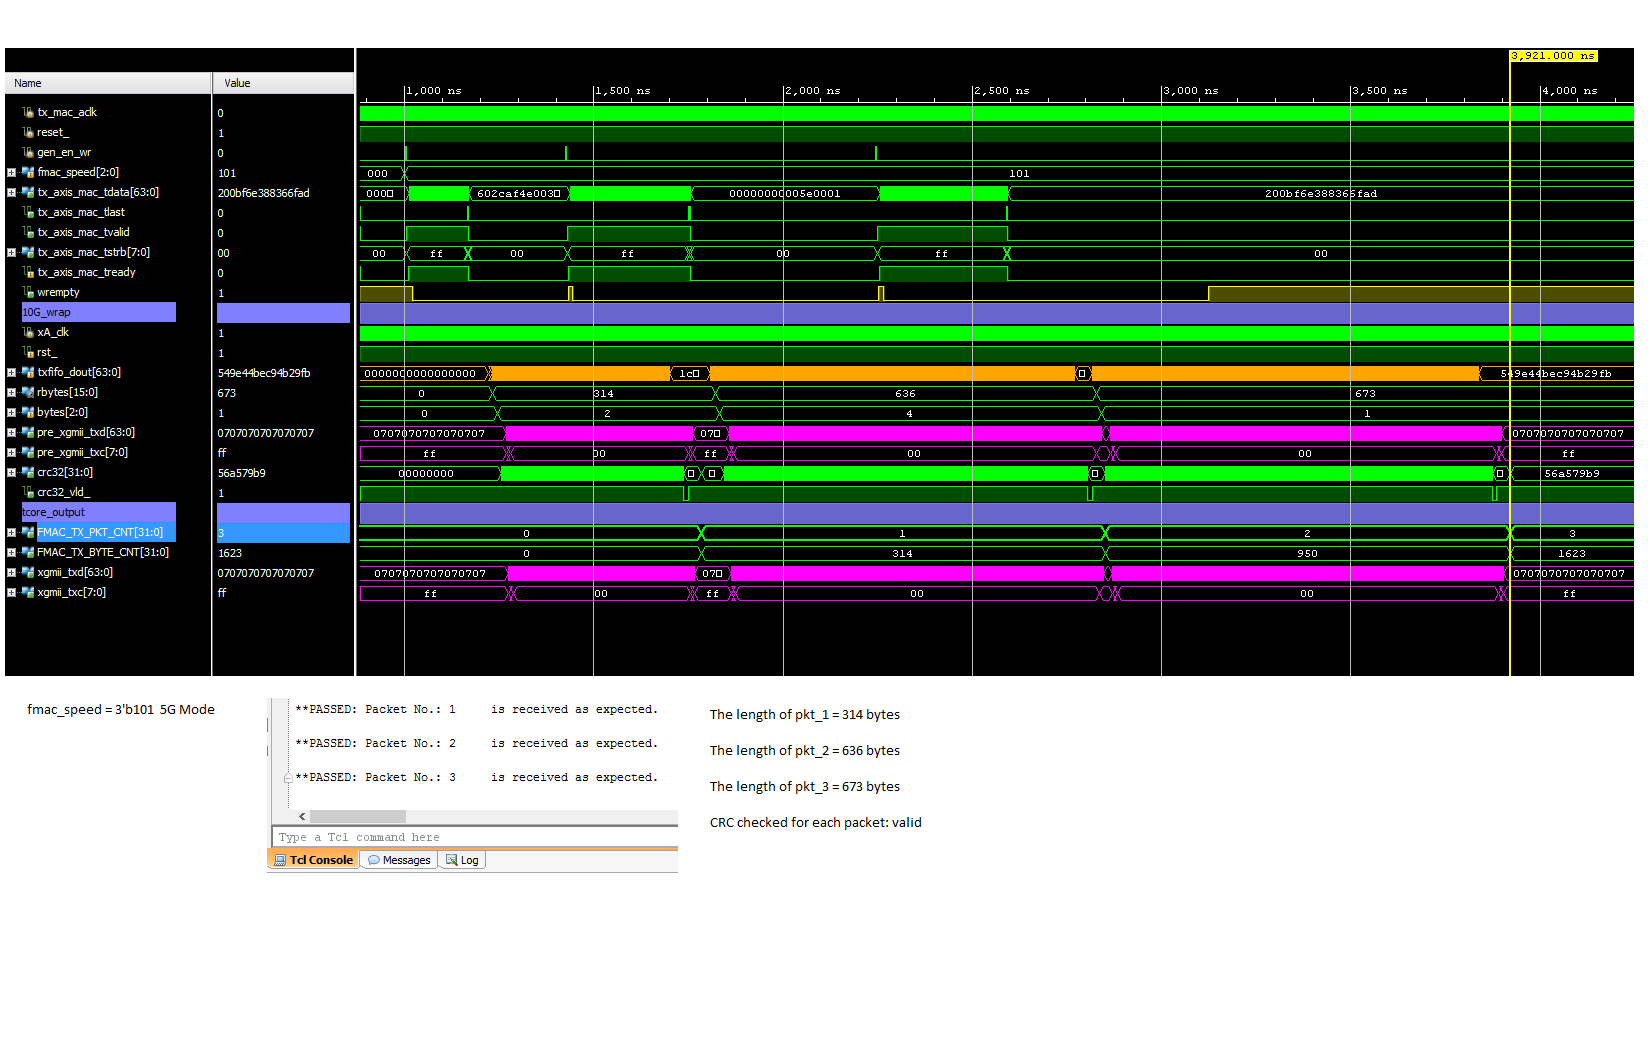 3,921.000 ns
Name Value
1,000 ns 1,500 ns 2,000 ns 2,500 ns 3,000 ns 3,500 ns 4,000 ns
tx_mac_aclk 0
reset_ 1
gen_en_wr 0
fmac_speed[2:0] 101 000 101
tx_axis_mac_tdata[63:0] 200bf6e388366fad 000 602caf4e003 00000000005e0001 200bf6e388366fad
tx_axis_mac_tlast 0
tx_axis_mac_tvalid 0
tx_axis_mac_tstrb[7:0] 00 00 ff 00 ff 00 ff 00
tx_axis_mac_tready 0
wrempty 1
10G_wrap
xA_clk 1
rst_ 1
txfifo_dout[63:0] 549e44bec94b29fb 0000000000000000 1c 549e44bec94b29fb
rbytes[15:0] 673 0 314 636 673
bytes[2:0] 1 0 2 4 1
pre_xgmii_txd[63:0] 0707070707070707 0707070707070707 07 0707070707070707
pre_xgmii_txc[7:0] ff ff 00 ff 00 00 ff
crc32[31:0] 56a579b9 00000000 56a579b9
crc32_vld_ 1
tcore_output
FMAC_TX_PKT_CNT[31:0] 3 0 1 2 3
FMAC_TX_BYTE_CNT[31:0] 1623 0 314 950 1623
xgmii_txd[63:0] 0707070707070707 0707070707070707 07 0707070707070707
xgmii_txc[7:0] ff ff 00 ff 00 00 ff
fmac_speed = 3'b101 5G Mode
**PASSED: Packet No.: 1 is received as expected.
**PASSED: Packet No.: 2 is received as expected.
**PASSED: Packet No.: 3 is received as expected.
Type a Tcl command here
Tcl Console Messages Log
The length of pkt_1 = 314 bytes
The length of pkt_2 = 636 bytes
The length of pkt_3 = 673 bytes
CRC checked for each packet: valid